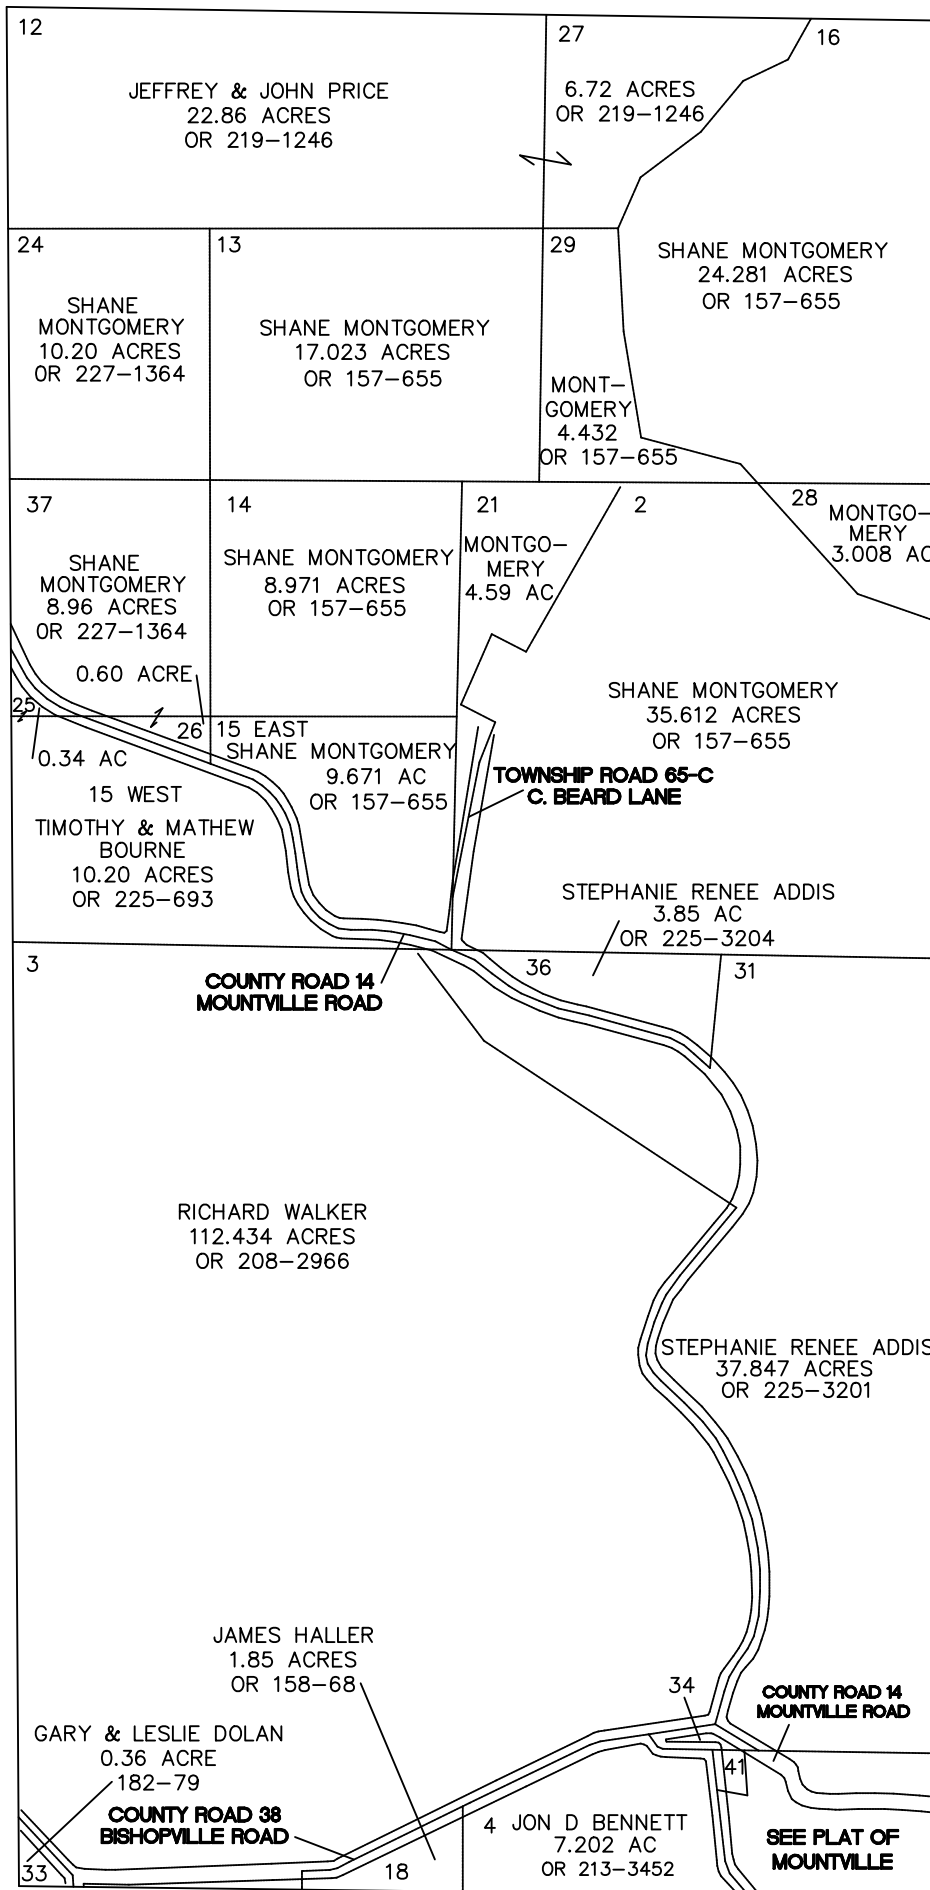 12
27
16
JEFFREY & JOHN PRICE
22.86 ACRES
OR 219-1246
6.72 ACRES
OR 219-1246
24
13
29
SHANE MONTGOMERY
24.281 ACRES
OR 157-655
SHANE
MONTGOMERY
10.20 ACRES
OR 227-1364
SHANE MONTGOMERY
17.023 ACRES
OR 157-655
MONT-
GOMERY
4.432
OR 157-655
37
14
21
2
28
MONTGO-
MERY
3.008 AC
SHANE
MONTGOMERY
8.96 ACRES
OR 227-1364
SHANE MONTGOMERY
8.971 ACRES
OR 157-655
MONTGO-
MERY
4.59 AC
0.60 ACRE
SHANE MONTGOMERY
35.612 ACRES
OR 157-655
25
26
15 EAST
SHANE MONTGOMERY
9.671 AC
OR 157-655
0.34 AC
15 WEST
TIMOTHY & MATHEW
BOURNE
10.20 ACRES
OR 225-693
TOWNSHIP ROAD 65-C
C. BEARD LANE
STEPHANIE RENEE ADDIS
3.85 AC
OR 225-3204
3
36
31
COUNTY ROAD 14
MOUNTVILLE ROAD
RICHARD WALKER
112.434 ACRES
OR 208-2966
STEPHANIE RENEE ADDIS
37.847 ACRES
OR 225-3201
JAMES HALLER
1.85 ACRES
OR 158-68
34
COUNTY ROAD 14
MOUNTVILLE ROAD
GARY & LESLIE DOLAN
0.36 ACRE
182-79
41
COUNTY ROAD 38
BISHOPVILLE ROAD
4 JON D BENNETT
7.202 AC
OR 213-3452
SEE PLAT OF
MOUNTVILLE
33
18